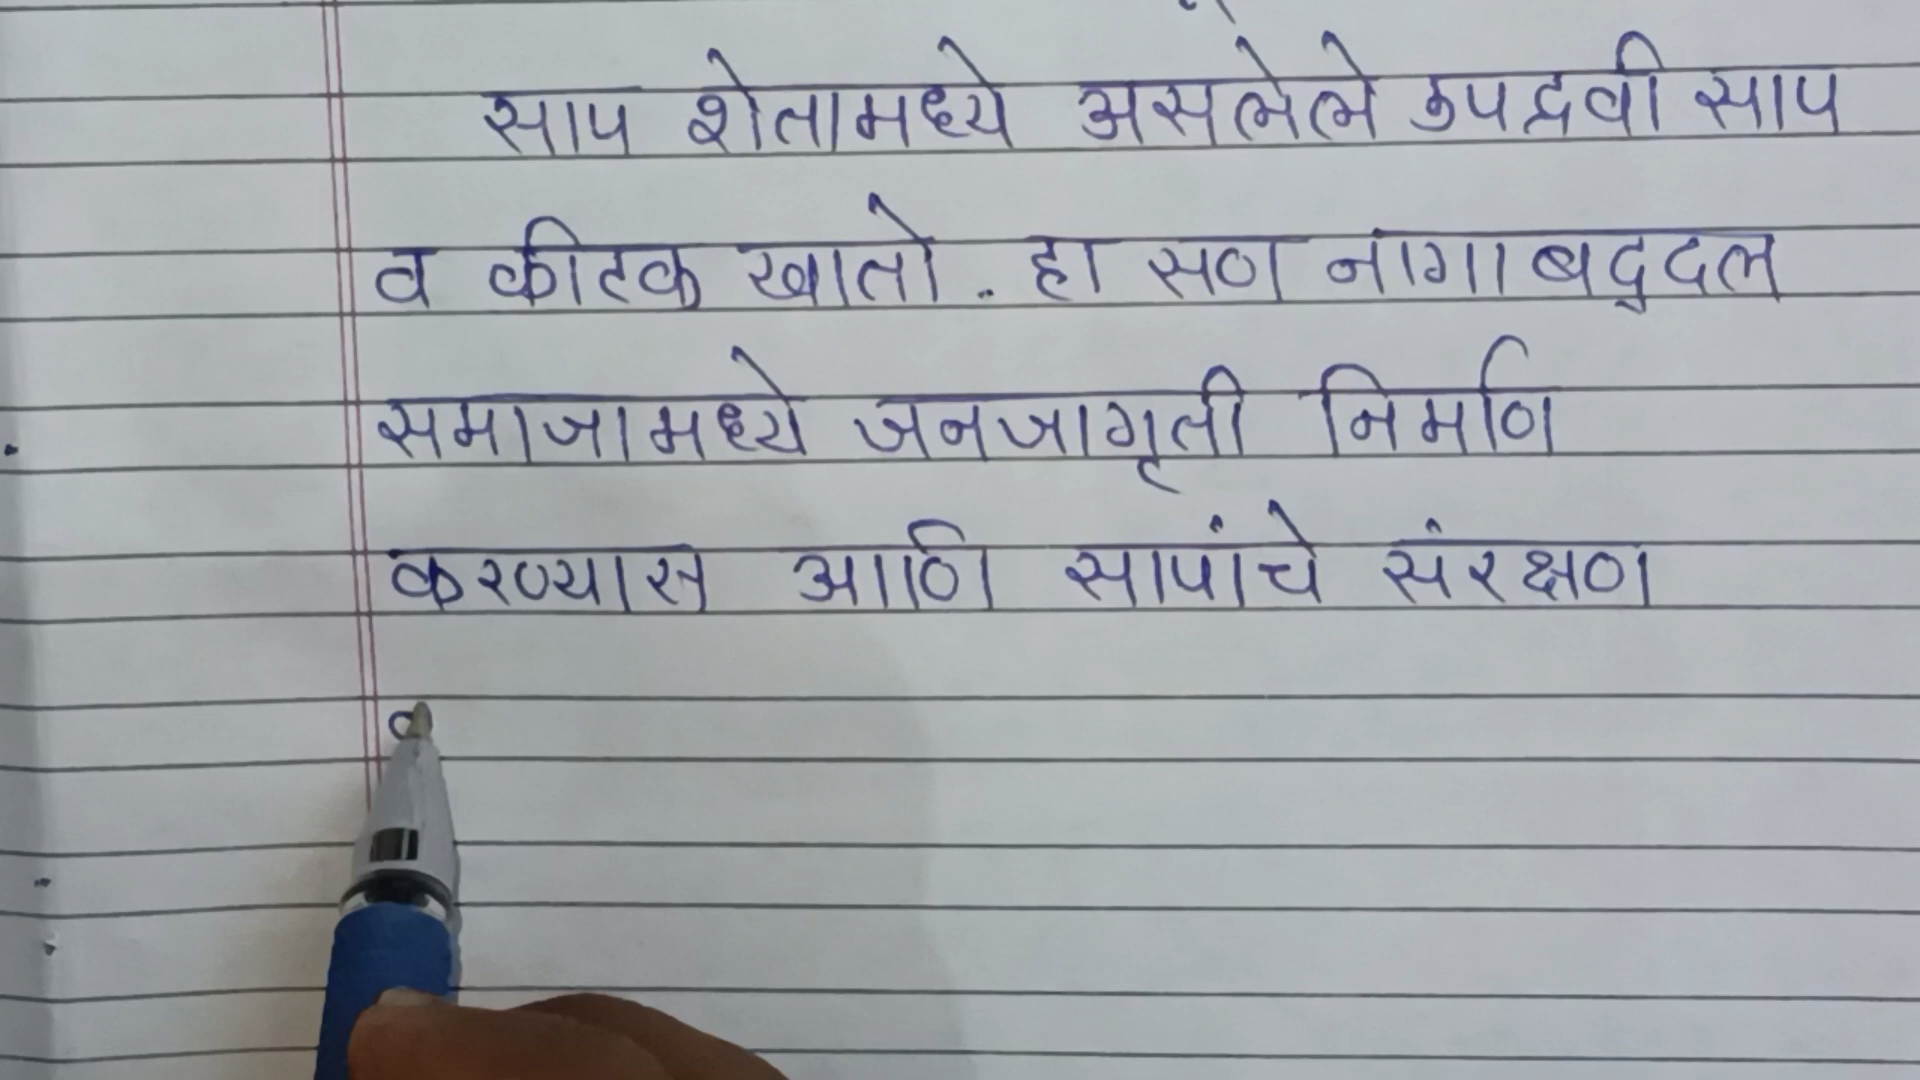 साप शेतामध्ये असलेले उपद्रवी साप
व कीटक खातो. हा सण नागाबद्दल
समाजामध्ये जनजागृती निर्माण
करण्यास आणि सापांचे संरक्षण